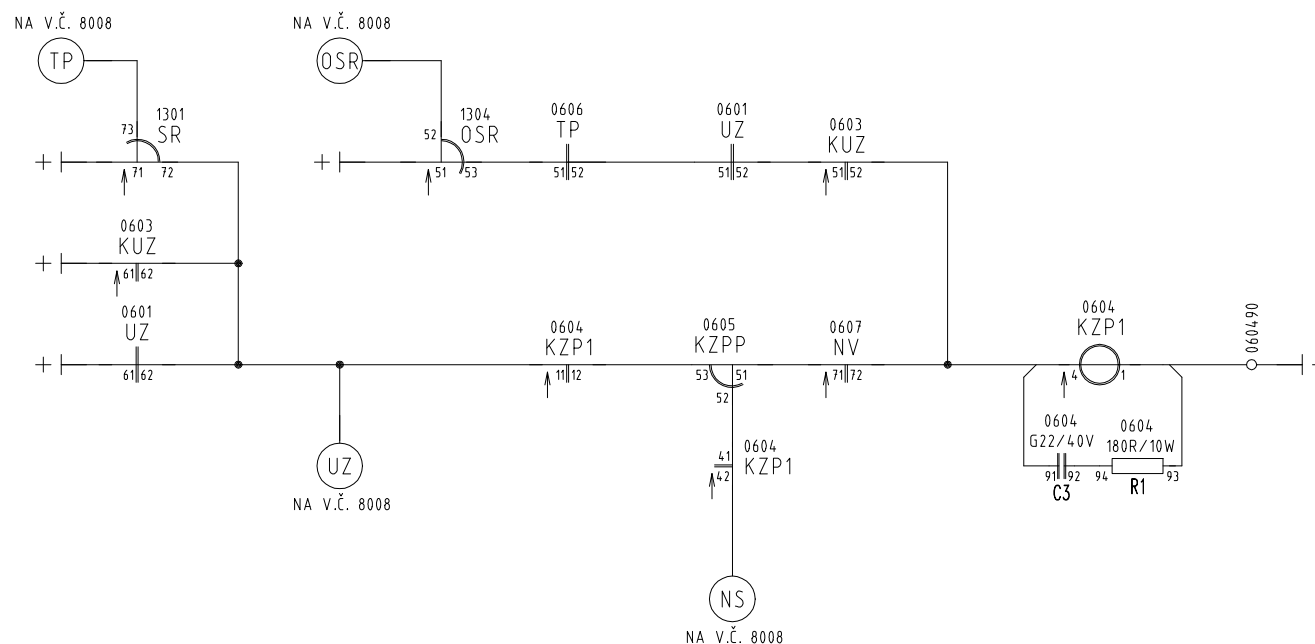 NA V.Č. 8008
NA V.Č. 8008
TP
OSR
1301
SR
73
71
72
1304
OSR
52
51
53
0606
TP
51
52
0601
UZ
51
52
0603
KUZ
51
52
+
+
0603
KUZ
61
62
+
0601
UZ
61
62
+
0604
KZP1
11
12
0605
KZPP
53
51
52
0607
NV
71
72
0604
KZP1
4
1
060490
-
0604
G22/40V
91
92
C3
0604
180R/10W
94
93
R1
UZ
NA V.Č. 8008
41
42
0604
KZP1
NS
NA V.Č. 8008